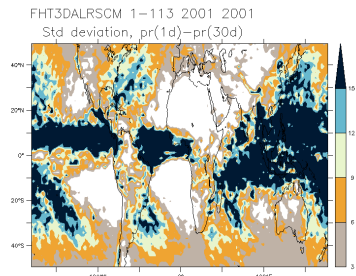 FHT3DALRSCM 1-113 2001 2001
Std deviation, pr(1d)-pr(30d)
40°N
20°N
0°
20°S
40°S
15
12
9
6
3
0°